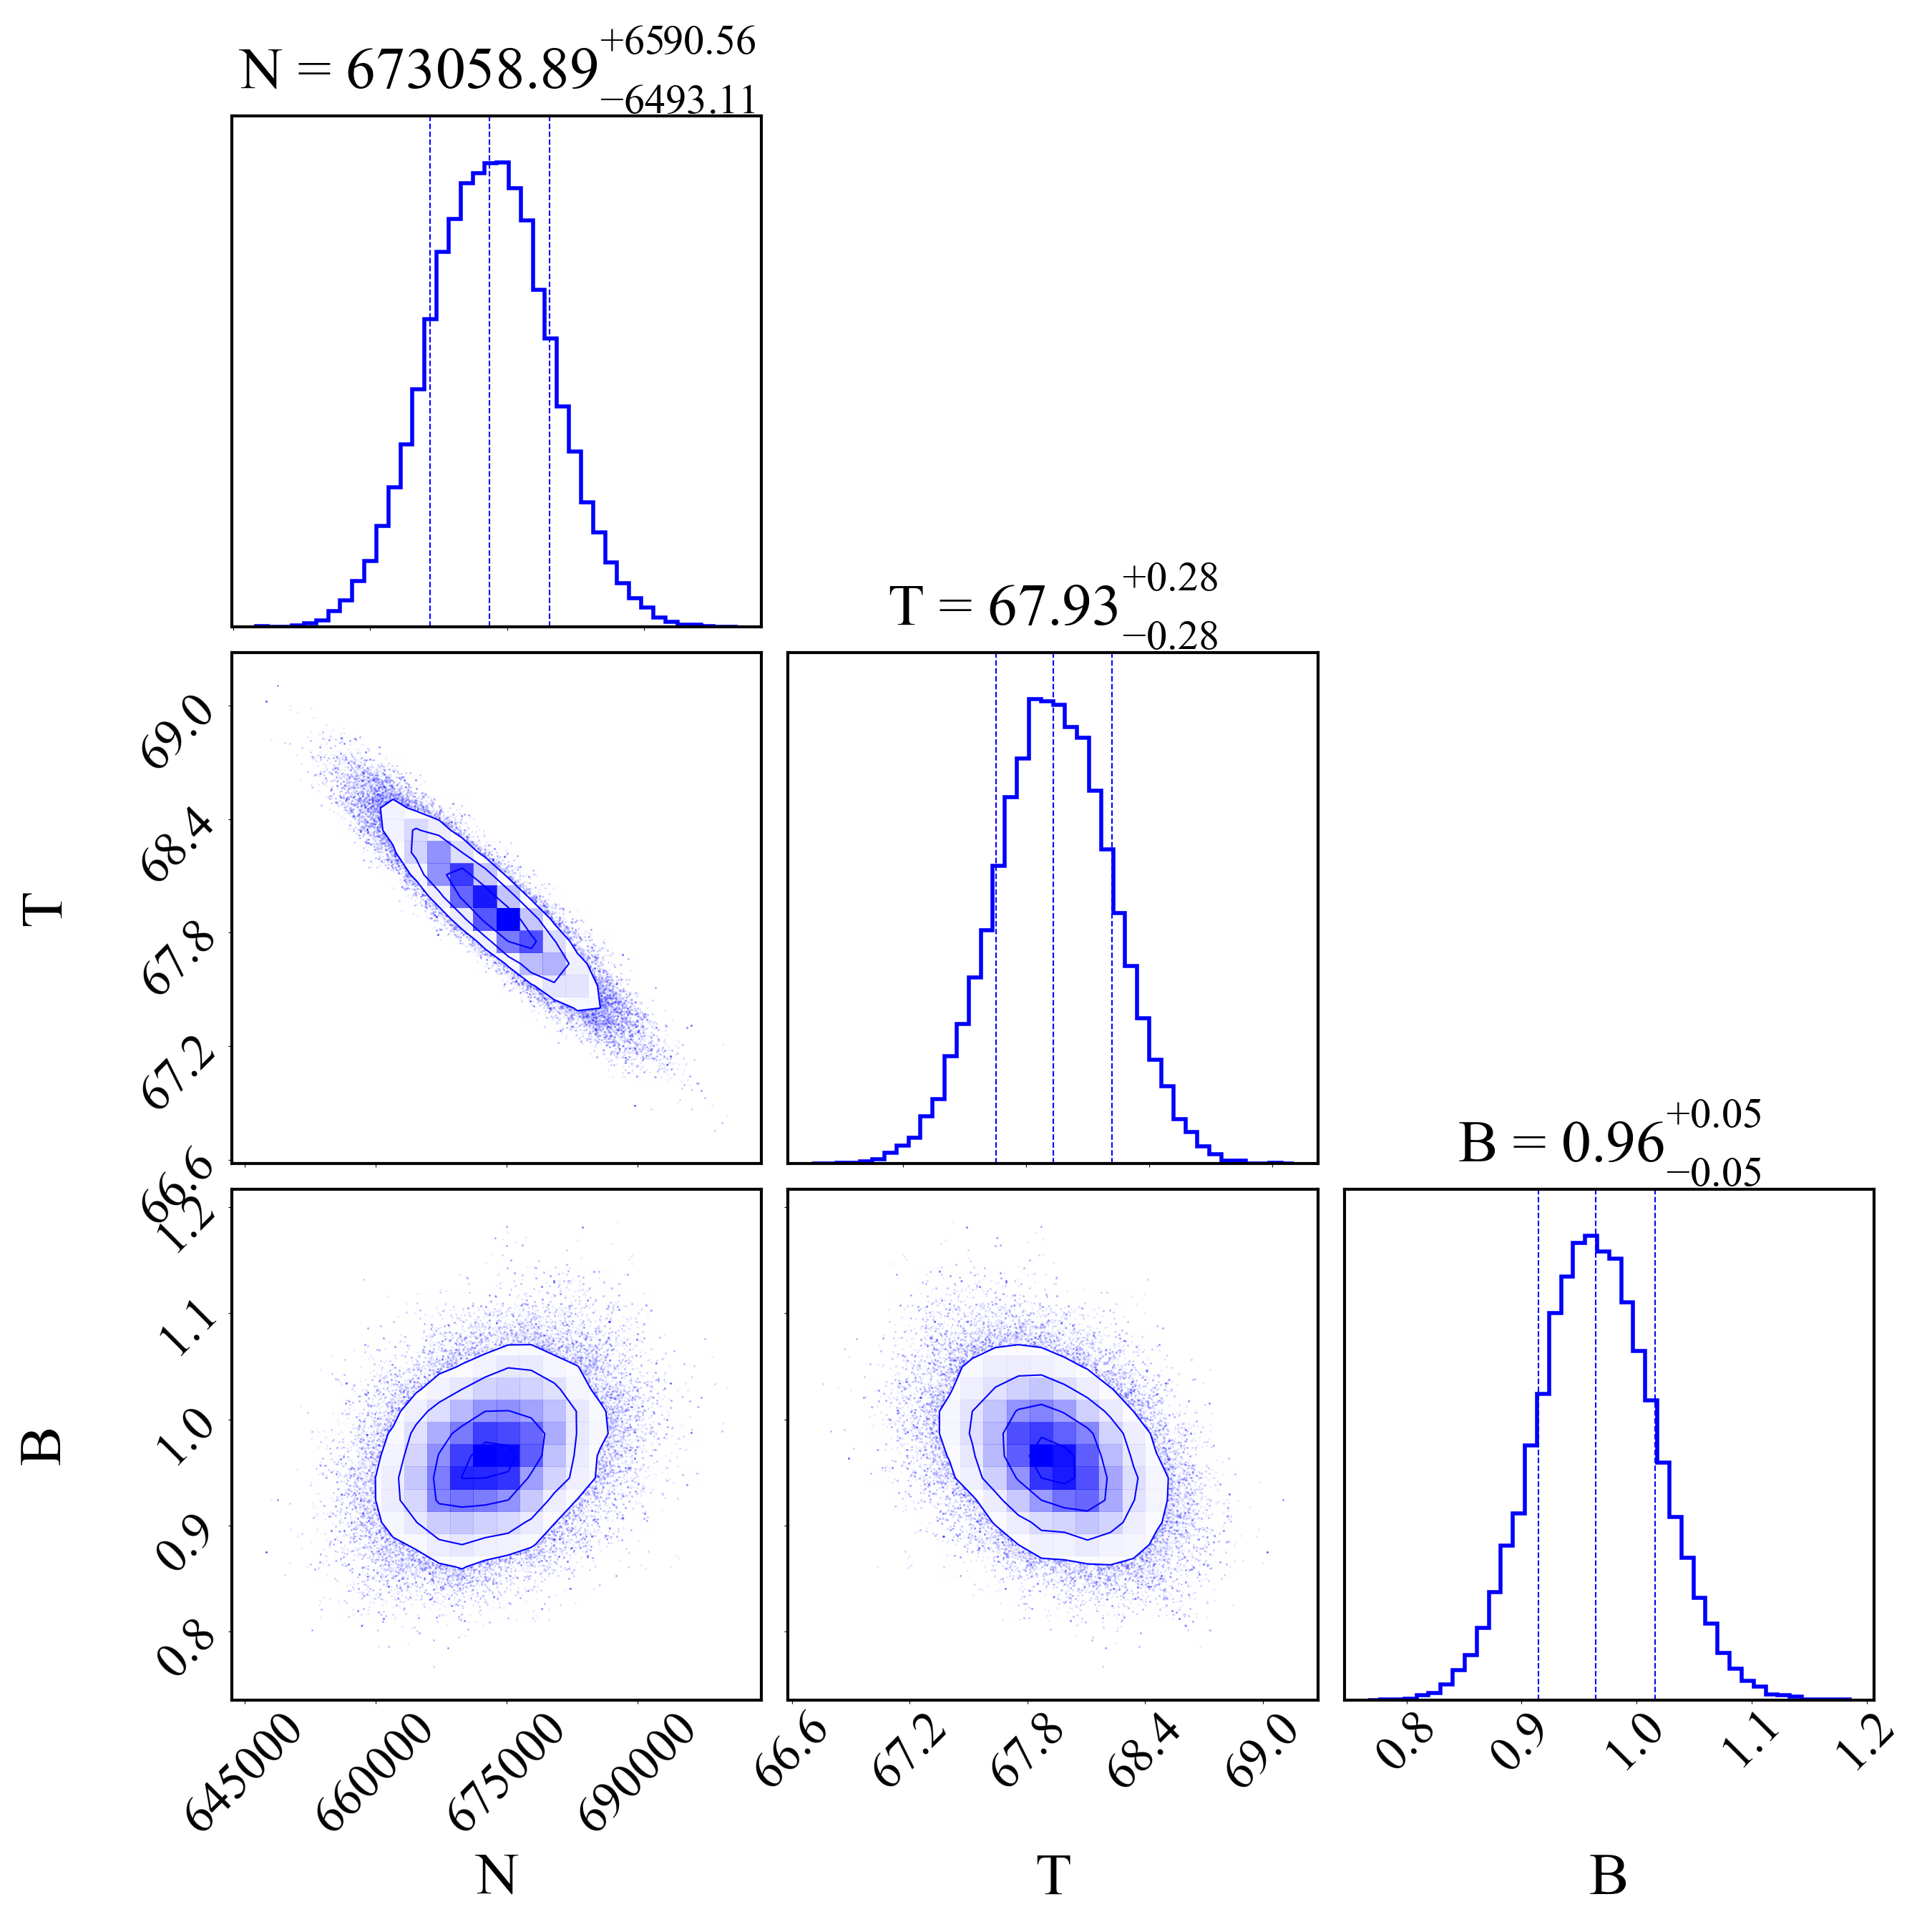 N = 673058.89 +6590.56 −6493.11
T = 67.93 +0.28 −0.28
69.0
68.4
67.8
67.2
66.6
T
B = 0.96 +0.05 −0.05
1.2
1.1
1.0
0.9
0.8
B
645000 660000 675000 690000
66.6 67.2 67.8 68.4 69.0
0.8 0.9 1.0 1.1 1.2
N T B